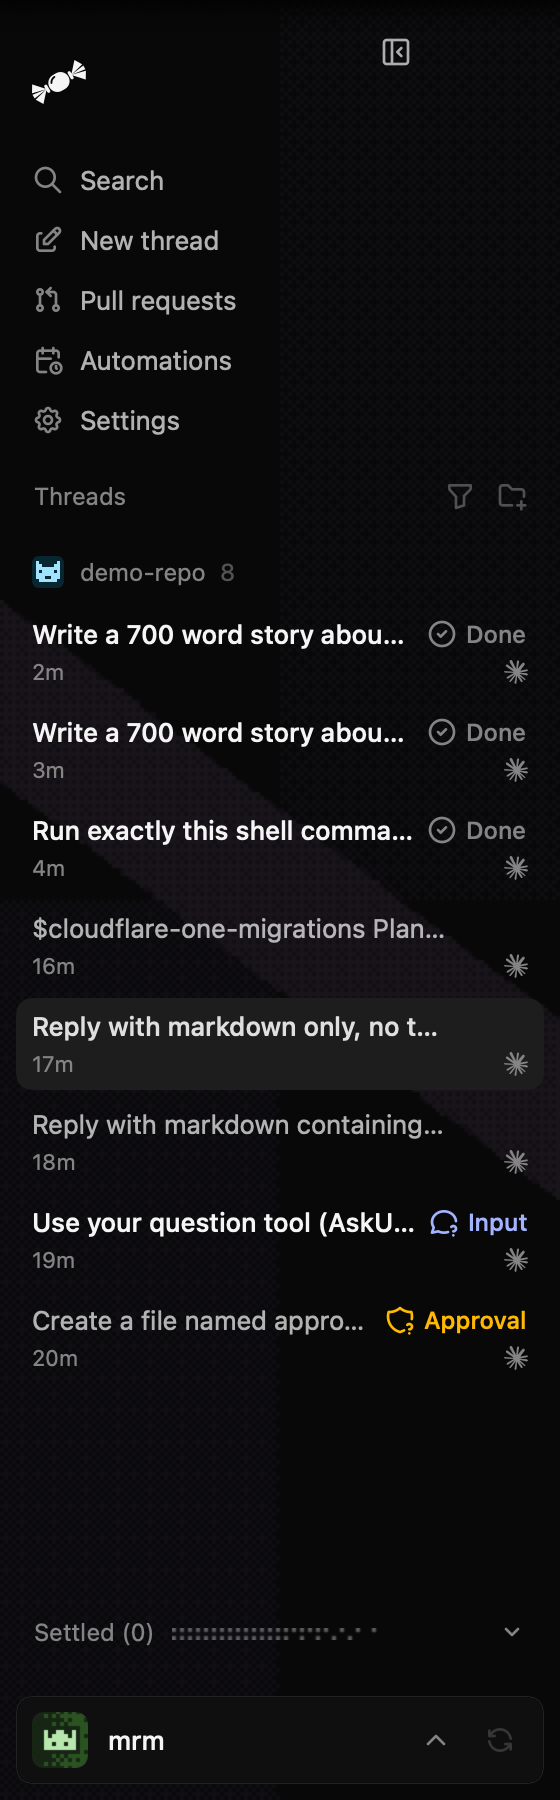 Search
New thread
Pull requests
Automations
Settings
Threads
demo-repo 8
Write a 700 word story abou... Done
2m
Write a 700 word story abou... Done
3m
Run exactly this shell comma... Done
4m
$cloudflare-one-migrations Plan...
16m
Reply with markdown only, no t...
17m
Reply with markdown containing...
18m
Use your question tool (AskU... Input
19m
Create a file named appro... Approval
20m
Settled (0)
mrm